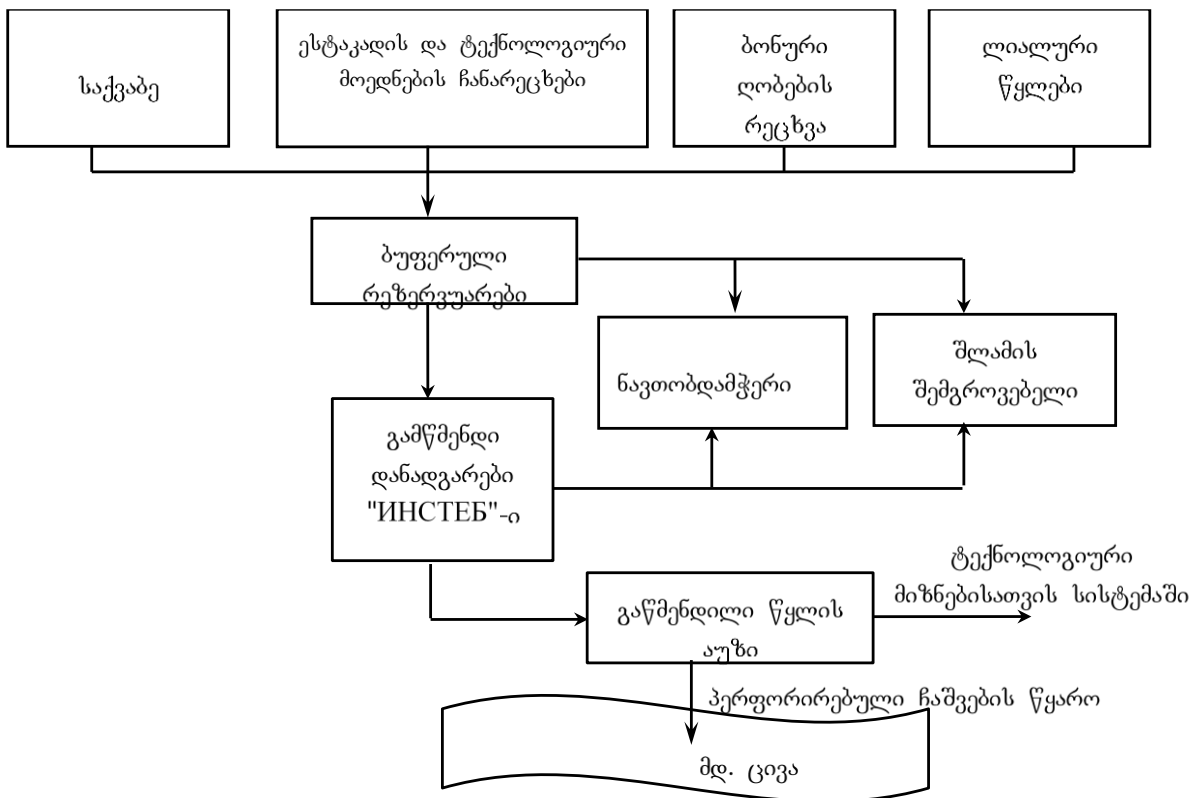 საქვაბე
ესტაკადის და ტექნოლოგიური
მოედნების ჩანარეცხები
ბონური
ღობების
რეცხვა
ლიალური
წყლები
ბუფერული
რეზერვუარები
ნავთობდამჭერი
შლამის
შემგროვებელი
გამწმენდი
დანადგარები
"ИНСТЕБ"-ი
ტექნოლოგიური
მიზნებისათვის სისტემაში
გაწმენდილი წყლის
აუზი
პერფორირებული ჩაშვების წყარო
მდ. ცივა